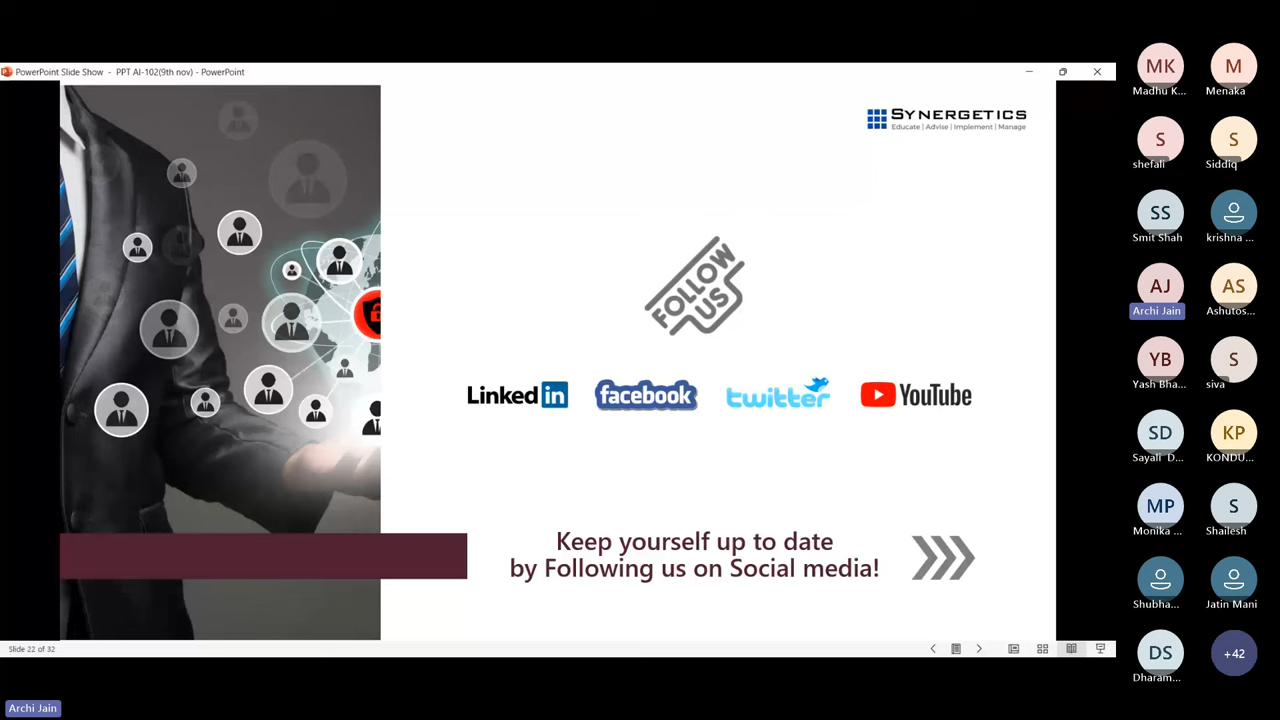 PowerPoint Slide Show - PPT AI-102(9th nov) - PowerPoint
SYNERGETICS
Educate | Advise | Implement | Manage
FOLLOW
US
Linked in
facebook
twitter
YouTube
Keep yourself up to date
by Following us on Social media!
Slide 22 of 32
MK
Madhu K...
M
Menaka
S
shefali
S
Siddiq
SS
Smit Shah
krishna ...
AJ
Archi Jain
AS
Ashutos...
YB
Yash Bha...
S
siva
SD
Sayali D...
KP
KONDU...
MP
Monika ...
S
Shailesh
Shubha...
Jatin Mani
DS
Dharam...
+42
Archi Jain